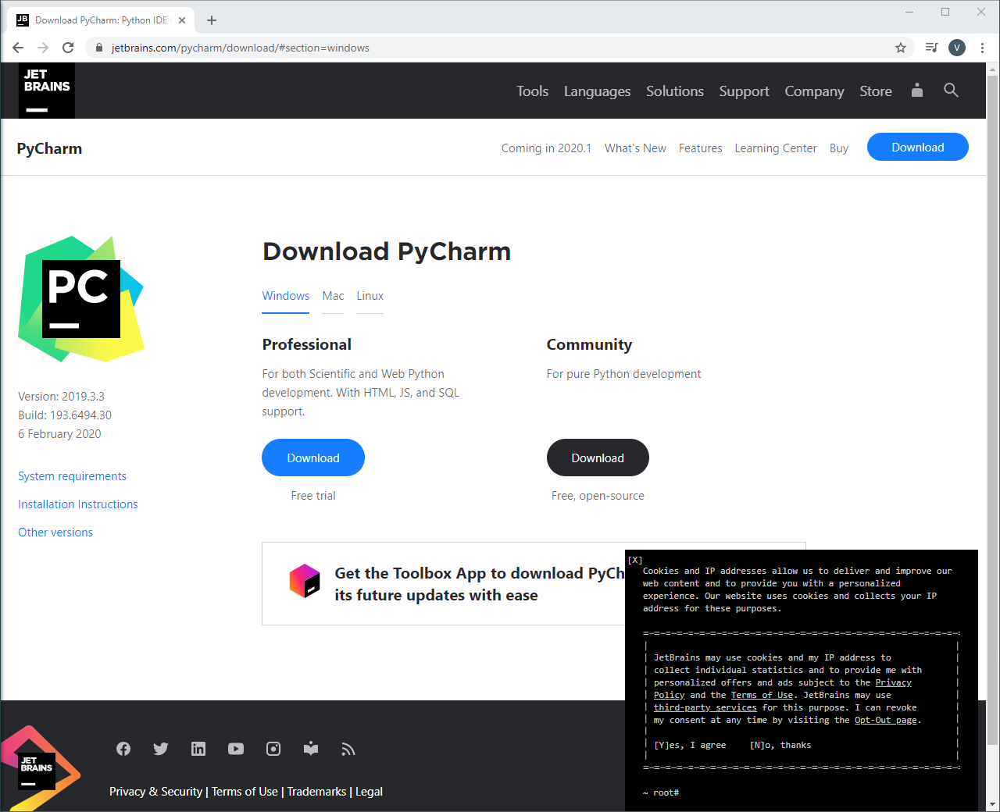 Download PyCharm: Python IDE
jetbrains.com/pycharm/download/#section=windows
V
JET
BRAINS
Tools Languages Solutions Support Company Store
PyCharm
Coming in 2020.1 What's New Features Learning Center Buy Download
PC
Version: 2019.3.3
Build: 193.6494.30
6 February 2020
System requirements
Installation Instructions
Other versions
Download PyCharm
Windows Mac Linux
Professional
For both Scientific and Web Python
development. With HTML, JS, and SQL
support.
Download
Free trial
Community
For pure Python development
Download
Free, open-source
Get the Toolbox App to download PyCh
its future updates with ease
[X]
Cookies and IP addresses allow us to deliver and improve our
web content and to provide you with a personalized
experience. Our website uses cookies and collects your IP
address for these purposes.
JetBrains may use cookies and my IP address to
collect individual statistics and to provide me with
personalized offers and ads subject to the Privacy
Policy and the Terms of Use. JetBrains may use
third-party services for this purpose. I can revoke
my consent at any time by visiting the Opt-Out page.
[Y]es, I agree [N]o, thanks
~ root#
JET
BRAINS
Privacy & Security | Terms of Use | Trademarks | Legal